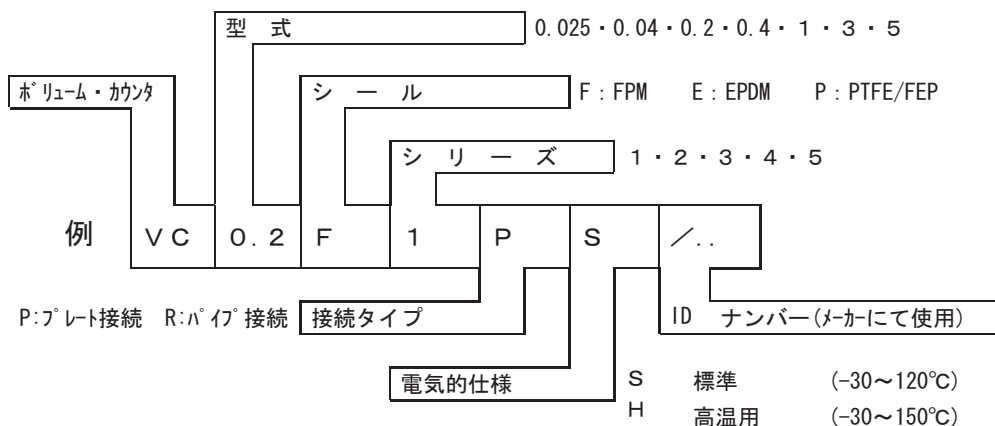 型 式 0.025・0.04・0.2・0.4・1・3・5
ボリューム・カウンタ シ ー ル F:FPM E:EPDM P:PTFE/FEP
シ リ ー ズ 1・2・3・4・5
例 VC 0.2 F 1 P S /..
P:プレート接続 R:パイプ接続 接続タイプ ID ナンバー(メーカーにて使用)
電気的仕様 S 標準 (-30~120℃)
H 高温用 (-30~150℃)